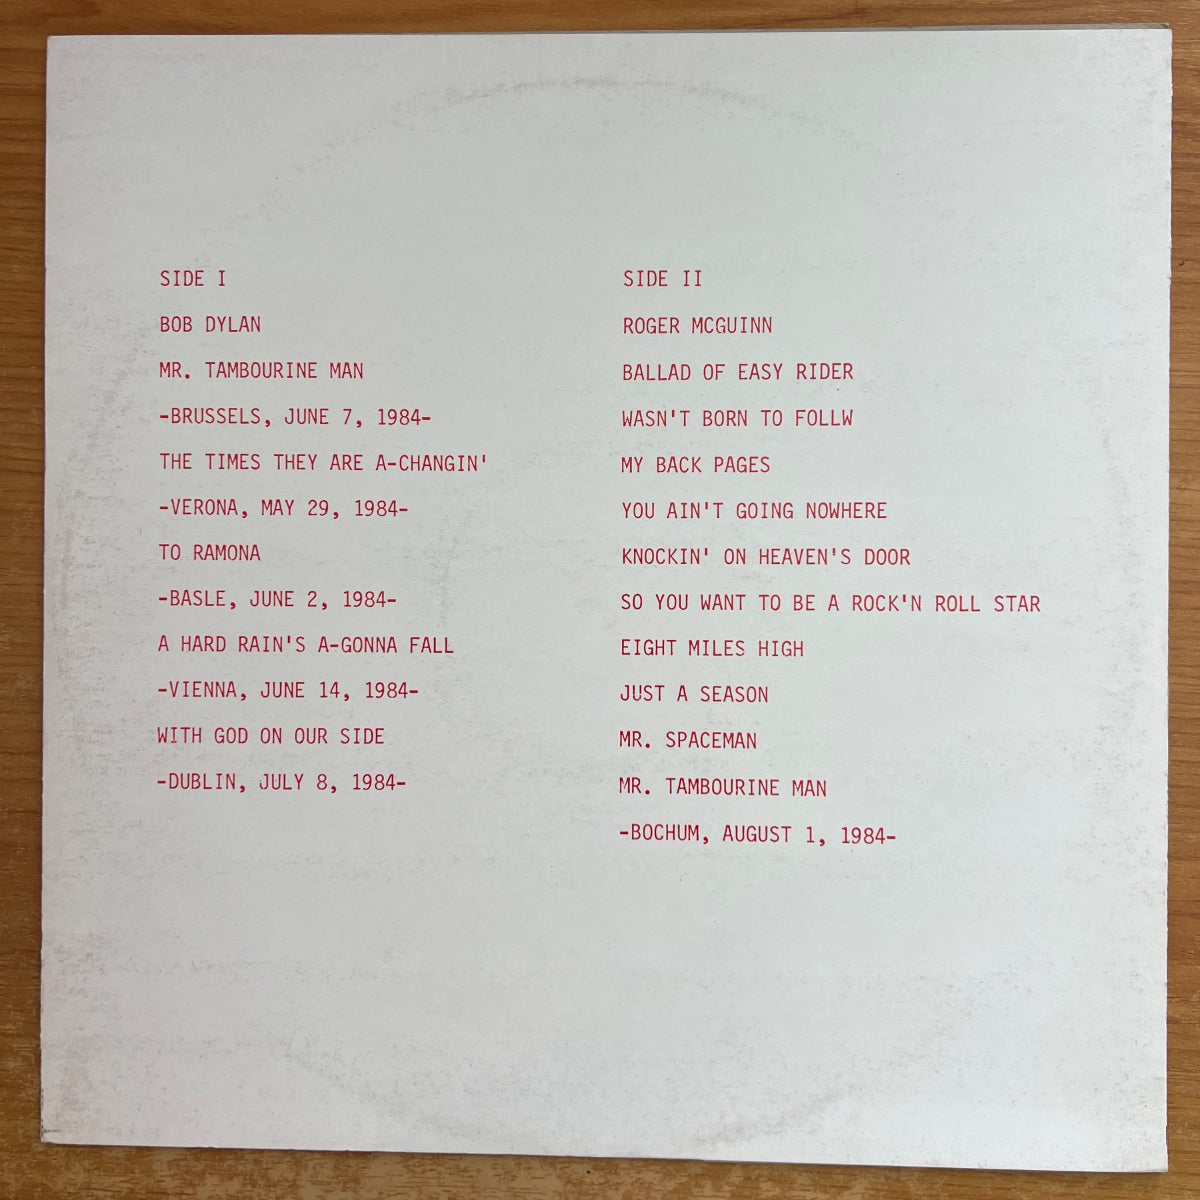 SIDE I
BOB DYLAN
MR. TAMBOURINE MAN
-BRUSSELS, JUNE 7, 1984-
THE TIMES THEY ARE A-CHANGIN'
-VERONA, MAY 29, 1984-
TO RAMONA
-BASLE, JUNE 2, 1984-
A HARD RAIN'S A-GONNA FALL
-VIENNA, JUNE 14, 1984-
WITH GOD ON OUR SIDE
-DUBLIN, JULY 8, 1984-
SIDE II
ROGER MCGUINN
BALLAD OF EASY RIDER
WASN'T BORN TO FOLLW
MY BACK PAGES
YOU AIN'T GOING NOWHERE
KNOCKIN' ON HEAVEN'S DOOR
SO YOU WANT TO BE A ROCK'N ROLL STAR
EIGHT MILES HIGH
JUST A SEASON
MR. SPACEMAN
MR. TAMBOURINE MAN
-BOCHUM, AUGUST 1, 1984-